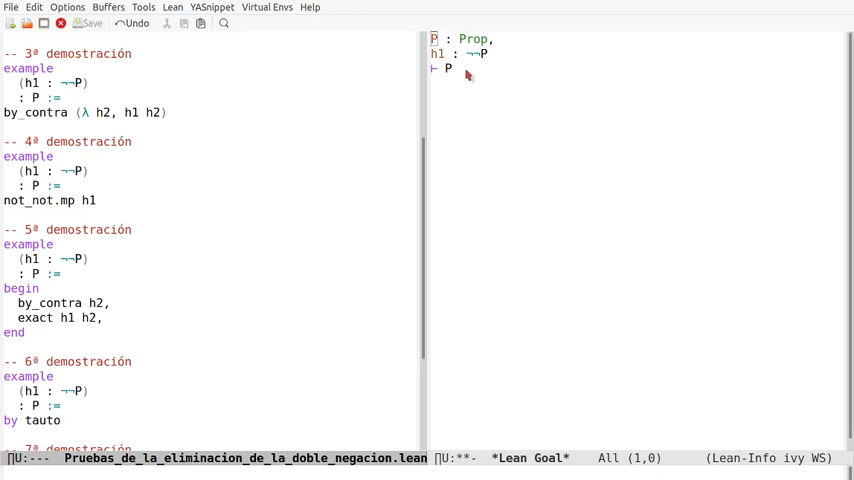 File Edit Options Buffers Tools Lean YASnippet Virtual Envs Help
Save Undo
-- 3ª demostración
example
(h1 : ¬¬P)
: P :=
by_contra (λ h2, h1 h2)
-- 4ª demostración
example
(h1 : ¬¬P)
: P :=
not_not.mp h1
-- 5ª demostración
example
(h1 : ¬¬P)
: P :=
begin
by_contra h2,
exact h1 h2,
end
-- 6ª demostración
example
(h1 : ¬¬P)
: P :=
by tauto
-- 7ª demostración
∏U:--- Pruebas_de_la_eliminacion_de_la_doble_negacion.lean
P : Prop,
h1 : ¬¬P
⊢ P
∏U:**- *Lean Goal* All (1,0) (Lean-Info ivy WS)